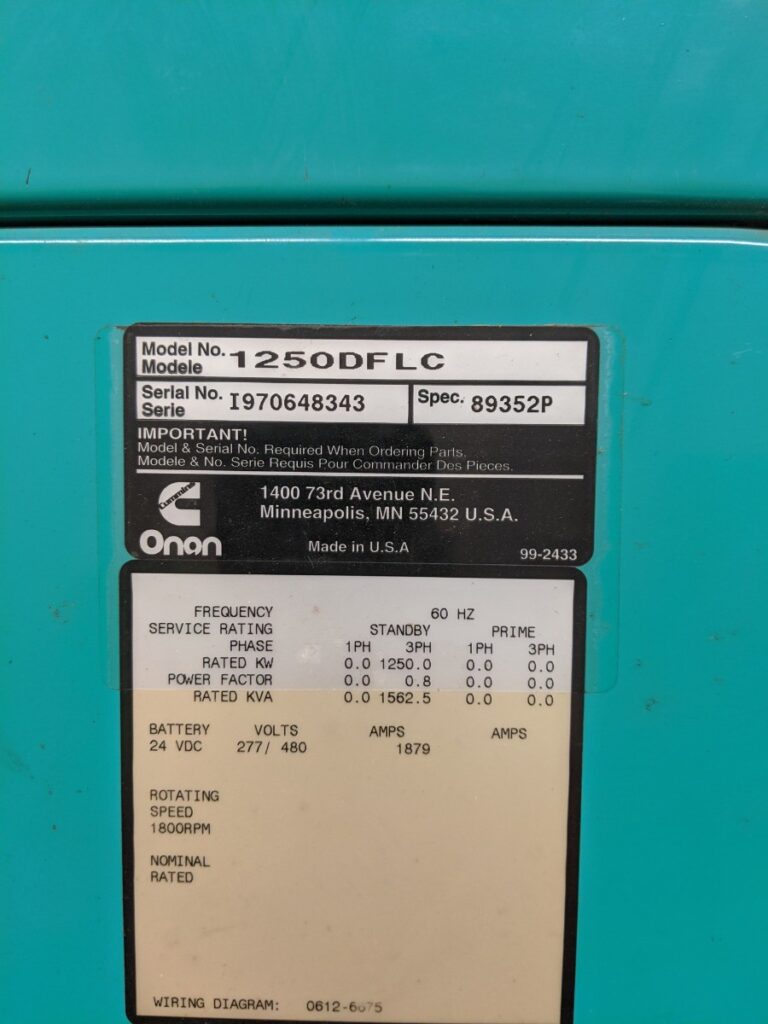 Model No. 1250DFLC
Modele
Serial No. I970648343 Spec. 89352P
Serie
IMPORTANT!
Model & Serial No. Required When Ordering Parts.
Modele & No. Serie Requis Pour Commander Des Pieces.
Cummins
1400 73rd Avenue N.E.
Minneapolis, MN 55432 U.S.A.
Onan Made in U.S.A 99-2433
FREQUENCY 60 HZ
SERVICE RATING STANDBY PRIME
PHASE 1PH 3PH 1PH 3PH
RATED KW 0.0 1250.0 0.0 0.0
POWER FACTOR 0.0 0.8 0.0 0.0
RATED KVA 0.0 1562.5 0.0 0.0
BATTERY VOLTS AMPS AMPS
24 VDC 277/ 480 1879
ROTATING
SPEED
1800RPM
NOMINAL
RATED
WIRING DIAGRAM: